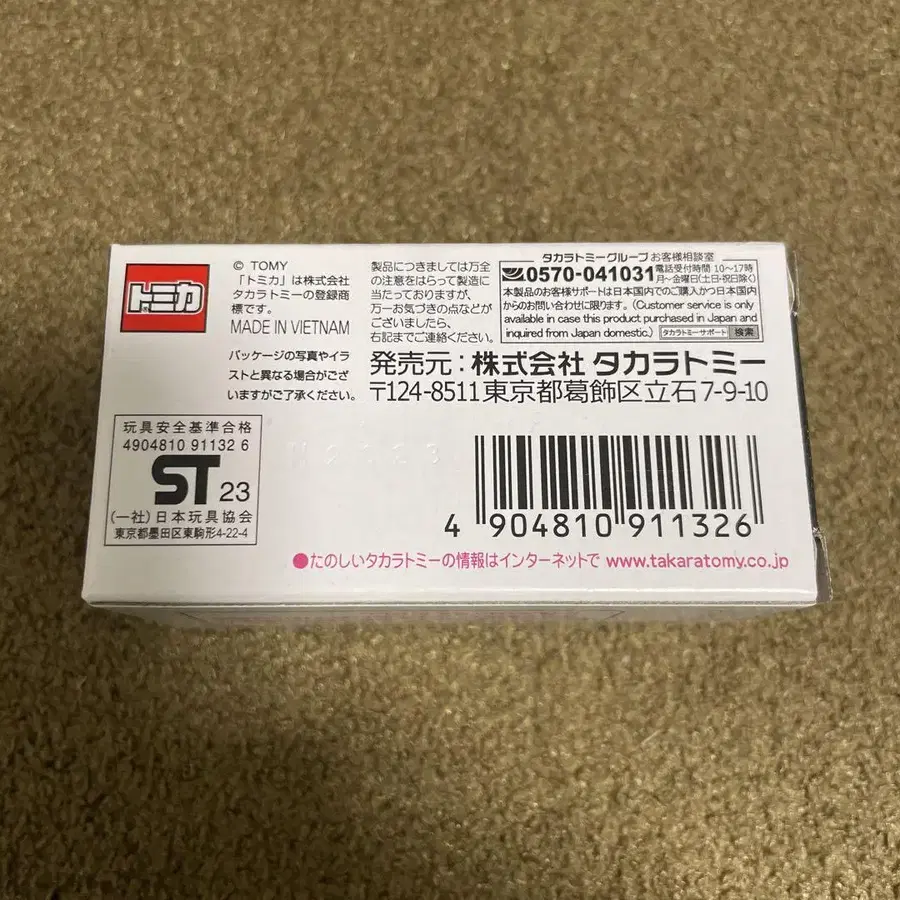 トミカ
© TOMY
「トミカ」は株式会社
タカラトミーの登録商
標です。
MADE IN VIETNAM
パッケージの写真やイラ
ストと異なる場合がござ
いますがご了承ください。
製品につきましては万全
の注意をはらって製造に
当たっておりますが、
万一お気づきの点などが
ございましたら、
右記までご連絡ください。
タカラトミーグループ お客様相談室
0570-041031
電話受付時間 10〜17時
月〜金曜日(土・日・祝日除く)
本製品のお客様サポートは日本国内でのご購入かつ日本国内
からのお問い合わせに限ります。(Customer service is only
available in case this product purchased in Japan and
inquired from Japan domestic.)
タカラトミーサポート 検索
発売元:株式会社 タカラトミー
〒124-8511 東京都葛飾区立石7-9-10
玩具安全基準合格
4904810 91132 6
ST 23
(一社)日本玩具協会
東京都墨田区東駒形4-22-4
4 904810 911326
●たのしいタカラトミーの情報はインターネットで www.takaratomy.co.jp